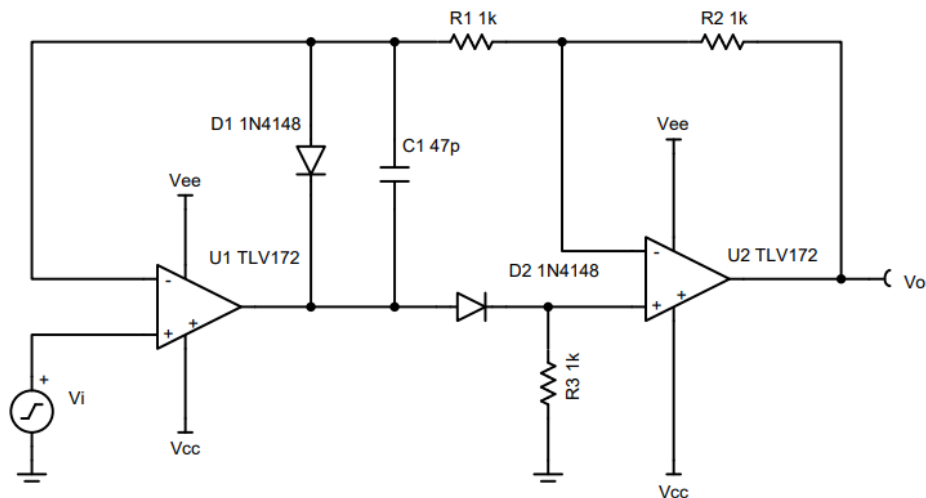 R1 1k
R2 1k
D1 1N4148
C1 47p
Vee
Vee
U1 TLV172
D2 1N4148
U2 TLV172
-
+
+
-
+
+
Vo
+
Vi
R3 1k
Vcc
Vcc